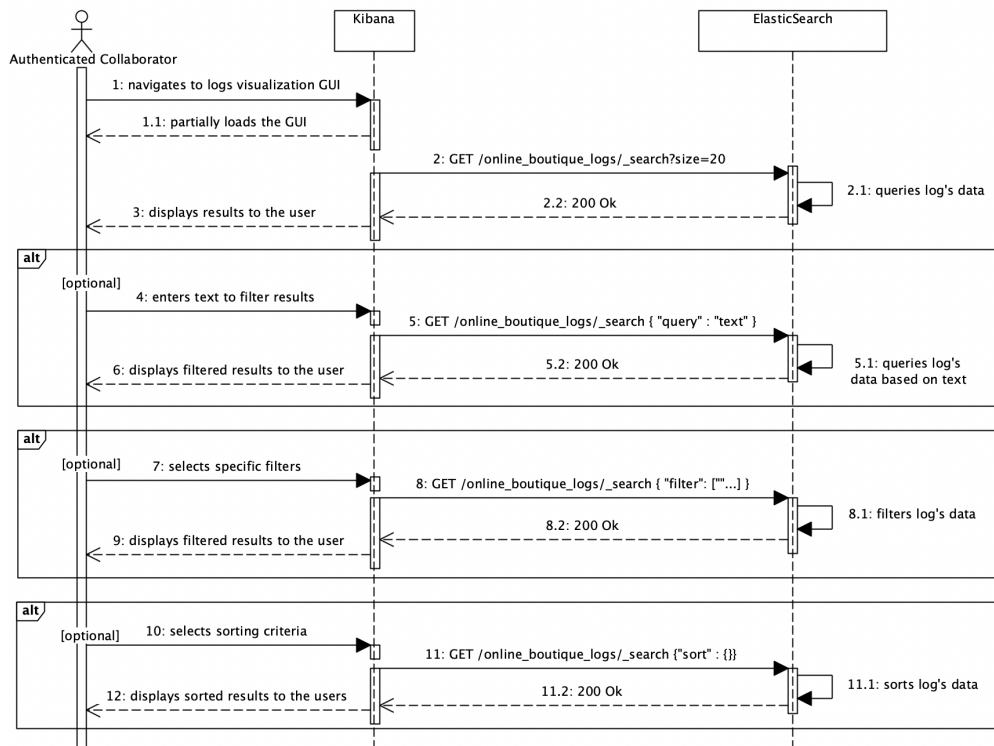 Kibana
ElasticSearch
Authenticated Collaborator
1: navigates to logs visualization GUI
1.1: partially loads the GUI
2: GET /online_boutique_logs/_search?size=20
2.1: queries log's data
2.2: 200 Ok
3: displays results to the user
alt
[optional]
4: enters text to filter results
5: GET /online_boutique_logs/_search { "query" : "text" }
5.1: queries log's
data based on text
5.2: 200 Ok
6: displays filtered results to the user
alt
[optional]
7: selects specific filters
8: GET /online_boutique_logs/_search { "filter": [""...] }
8.1: filters log's data
8.2: 200 Ok
9: displays filtered results to the user
alt
[optional]
10: selects sorting criteria
11: GET /online_boutique_logs/_search {"sort" : {}}
11.1: sorts log's data
11.2: 200 Ok
12: displays sorted results to the users